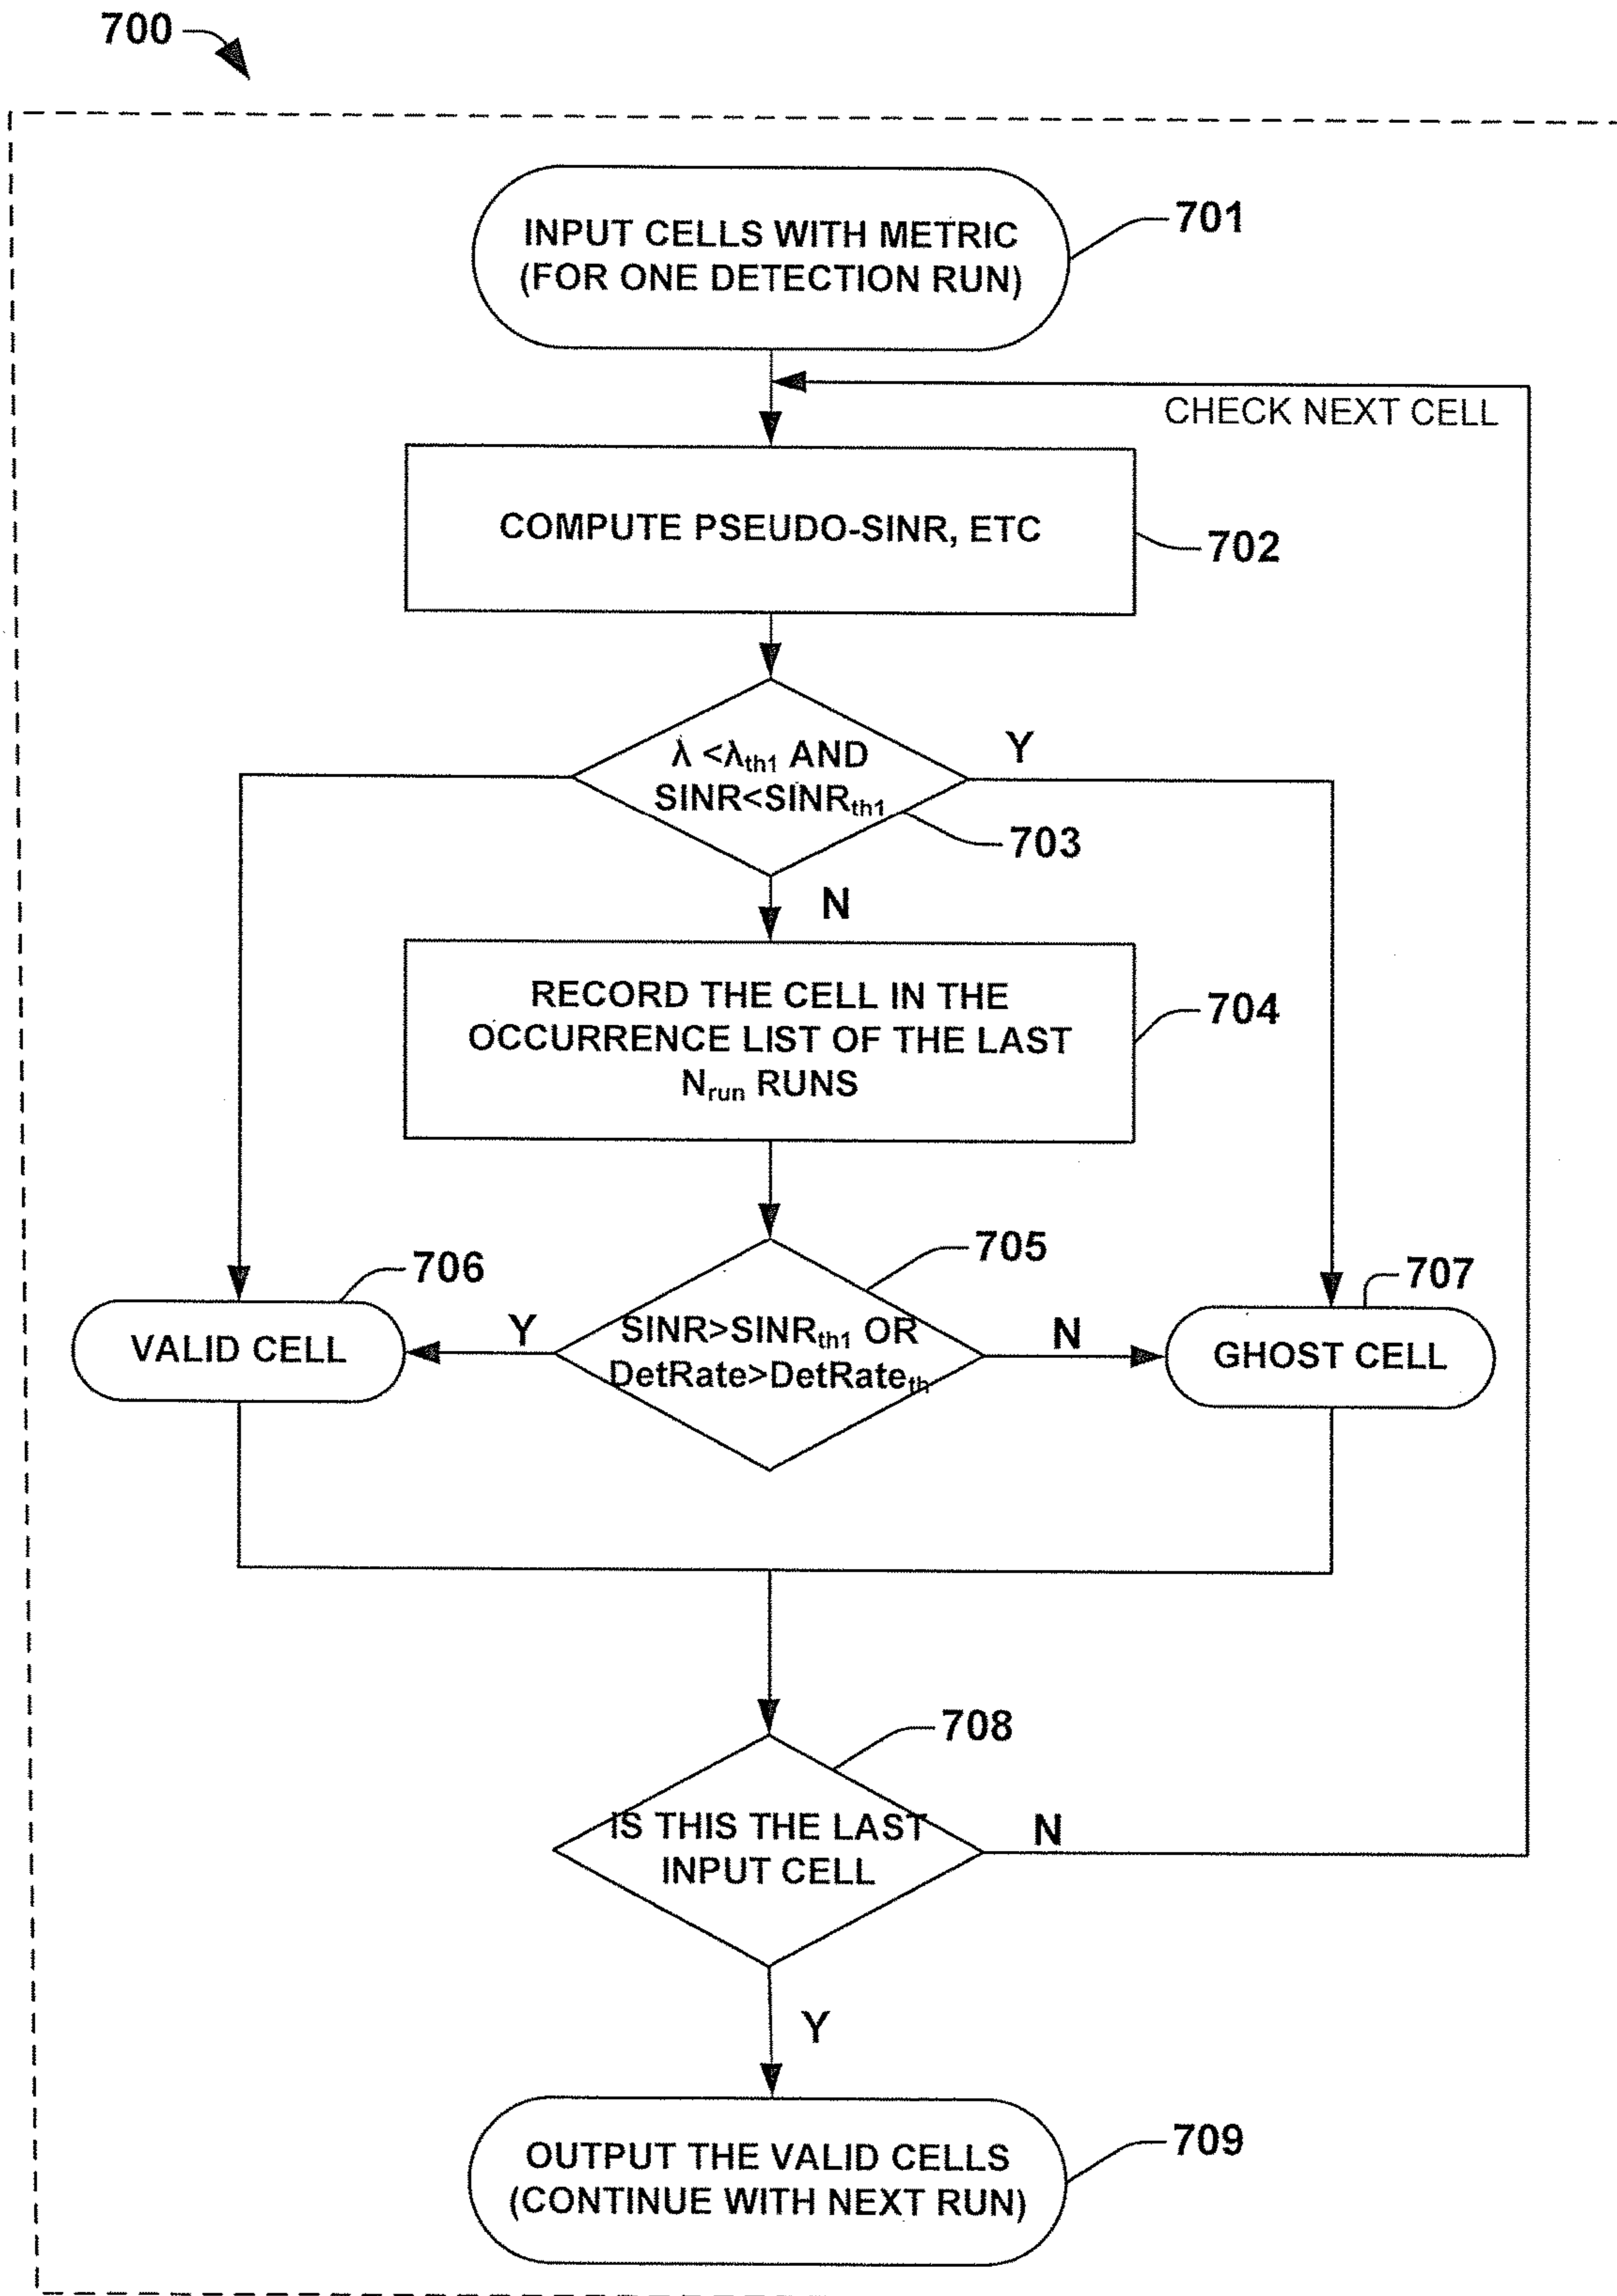 700
INPUT CELLS WITH METRIC
(FOR ONE DETECTION RUN)
701
CHECK NEXT CELL
COMPUTE PSEUDO-SINR, ETC
702
λ <λth1 AND
SINR<SINRth1
Y
703
N
RECORD THE CELL IN THE
OCCURRENCE LIST OF THE LAST
Nrun RUNS
704
705
706
707
VALID CELL
Y
SINR>SINRth1 OR
DetRate>DetRateth
N
GHOST CELL
708
IS THIS THE LAST
INPUT CELL
N
Y
OUTPUT THE VALID CELLS
(CONTINUE WITH NEXT RUN)
709